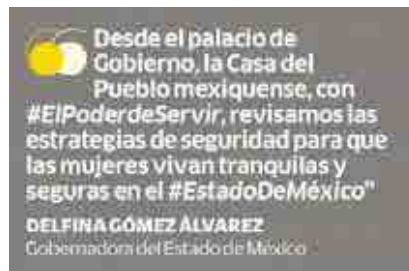 Desde el palacio de
Gobierno, la Casa del
Pueblo mexiquense, con
#ElPoderdeServir, revisamos las
estrategias de seguridad para que
las mujeres vivan tranquilas y
seguras en el #EstadoDeMéxico"
DELFINA GÓMEZ ÁLVAREZ
Gobernadora del Estado de México